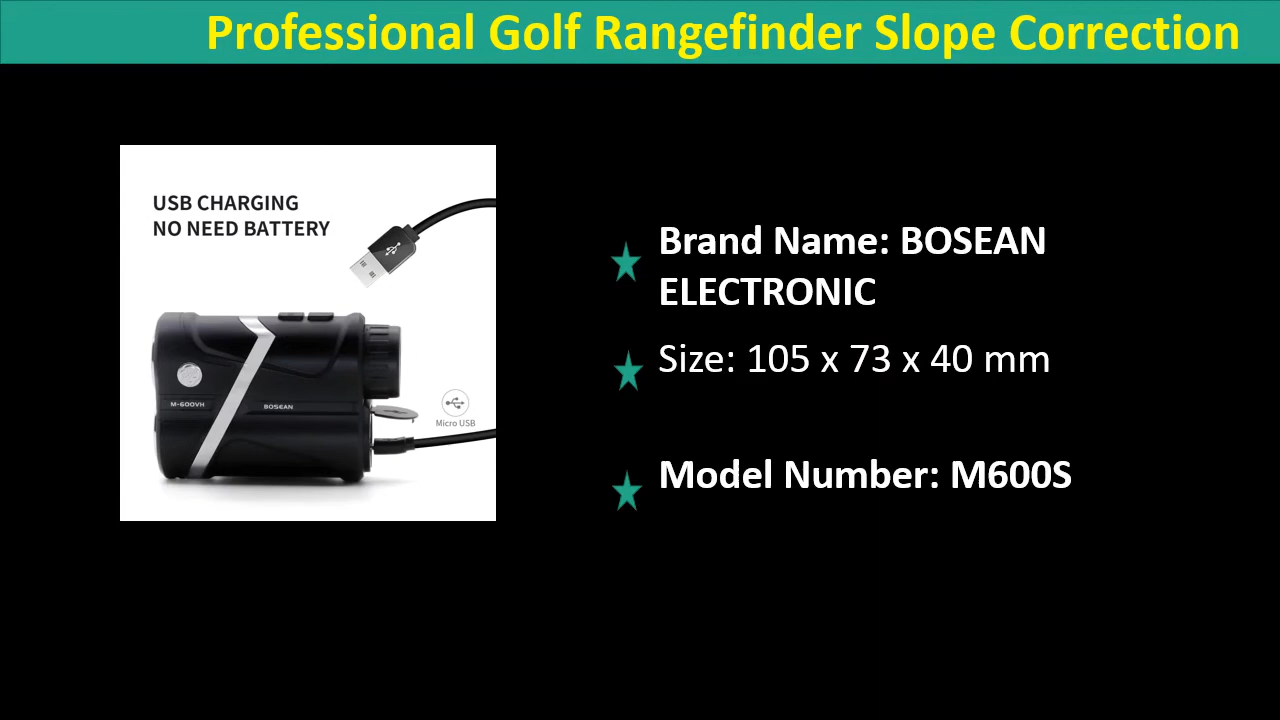 Professional Golf Rangefinder Slope Correction
USB CHARGING
NO NEED BATTERY
M-600VH
BOSEAN
Micro USB
Brand Name: BOSEAN
ELECTRONIC
Size: 105 x 73 x 40 mm
Model Number: M600S